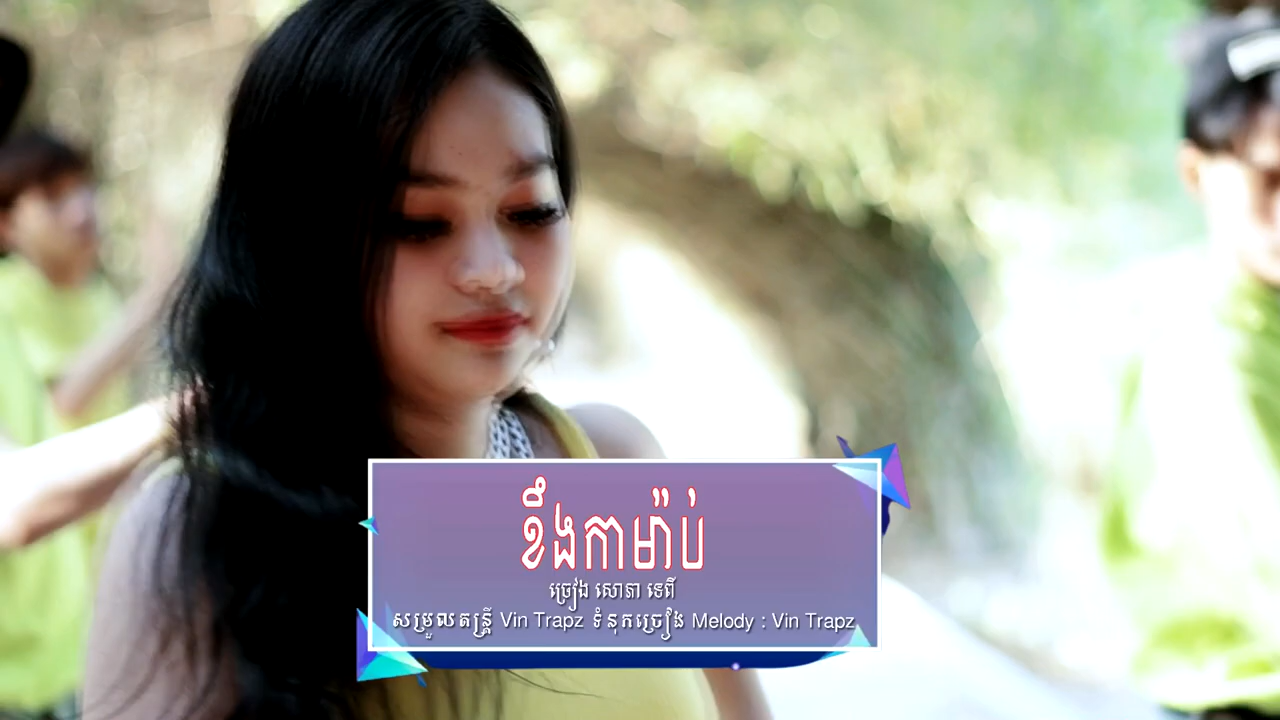 ខឹងកាម៉ាប់
ច្រៀង សោភា ទេពី
សម្រួលតន្ត្រី Vin Trapz ទំនុកច្រៀង Melody : Vin Trapz